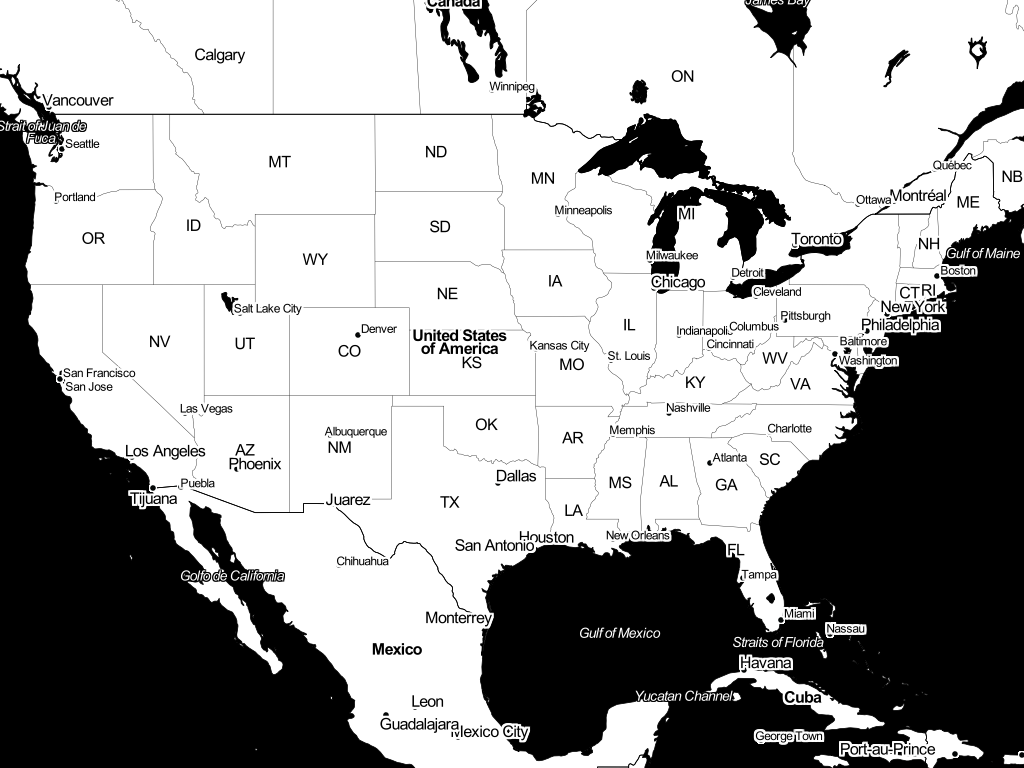 Canada
James Bay
Calgary
ON
Winnipeg
Vancouver
Strait of Juan de
Fuca
Seattle
MT
ND
MN
Québec
NB
Portland
Minneapolis
MI
Ottawa
Montréal
ME
OR
ID
SD
Toronto
NH
Gulf of Maine
WY
Milwaukee
Detroit
Boston
IA
Chicago
Cleveland
CT
RI
NE
Salt Lake City
New York
Pittsburgh
Philadelphia
NV
UT
CO
Denver
United States
of America
KS
Kansas City
MO
IL
St. Louis
Indianapolis
Columbus
Cincinnati
Baltimore
Washington
WV
VA
San Francisco
San Jose
KY
Las Vegas
Nashville
Albuquerque
NM
OK
AR
Memphis
Charlotte
Los Angeles
AZ
Phoenix
Atlanta
SC
Puebla
Tijuana
Juarez
TX
Dallas
LA
MS
AL
GA
San Antonio
Houston
New Orleans
FL
Chihuahua
Golfo de California
Tampa
Monterrey
Gulf of Mexico
Miami
Nassau
Straits of Florida
Mexico
Havana
Leon
Yucatan Channel
Cuba
Guadalajara
Mexico City
George Town
Port-au-Prince